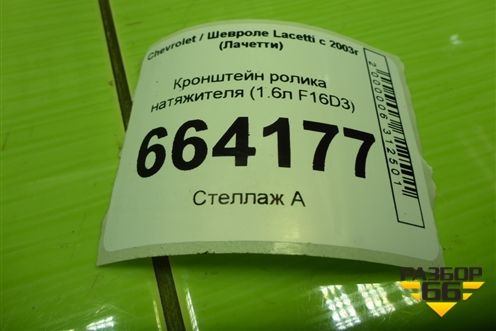 Chevrolet / Шевроле Lacetti с 2003г
(Лачетти)
Кронштейн ролика
натяжителя (1.6л F16D3)
664177
Стеллаж А
2000006312501
РАЗБОР
66